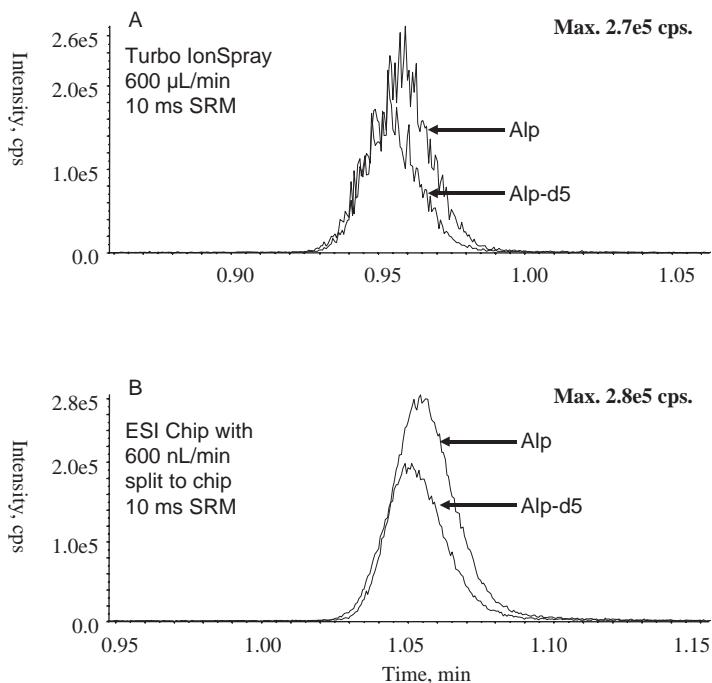 A
Max. 2.7e5 cps.
Turbo IonSpray
600 µL/min
10 ms SRM
Intensity, cps
2.6e5
2.0e5
1.0e5
0.0
Alp
Alp-d5
0.90
0.95
1.00
1.05
B
Max. 2.8e5 cps.
ESI Chip with
600 nL/min
split to chip
10 ms SRM
Intensity, cps
2.8e5
2.0e5
1.0e5
0.0
Alp
Alp-d5
0.95
1.00
1.05
1.10
1.15
Time, min